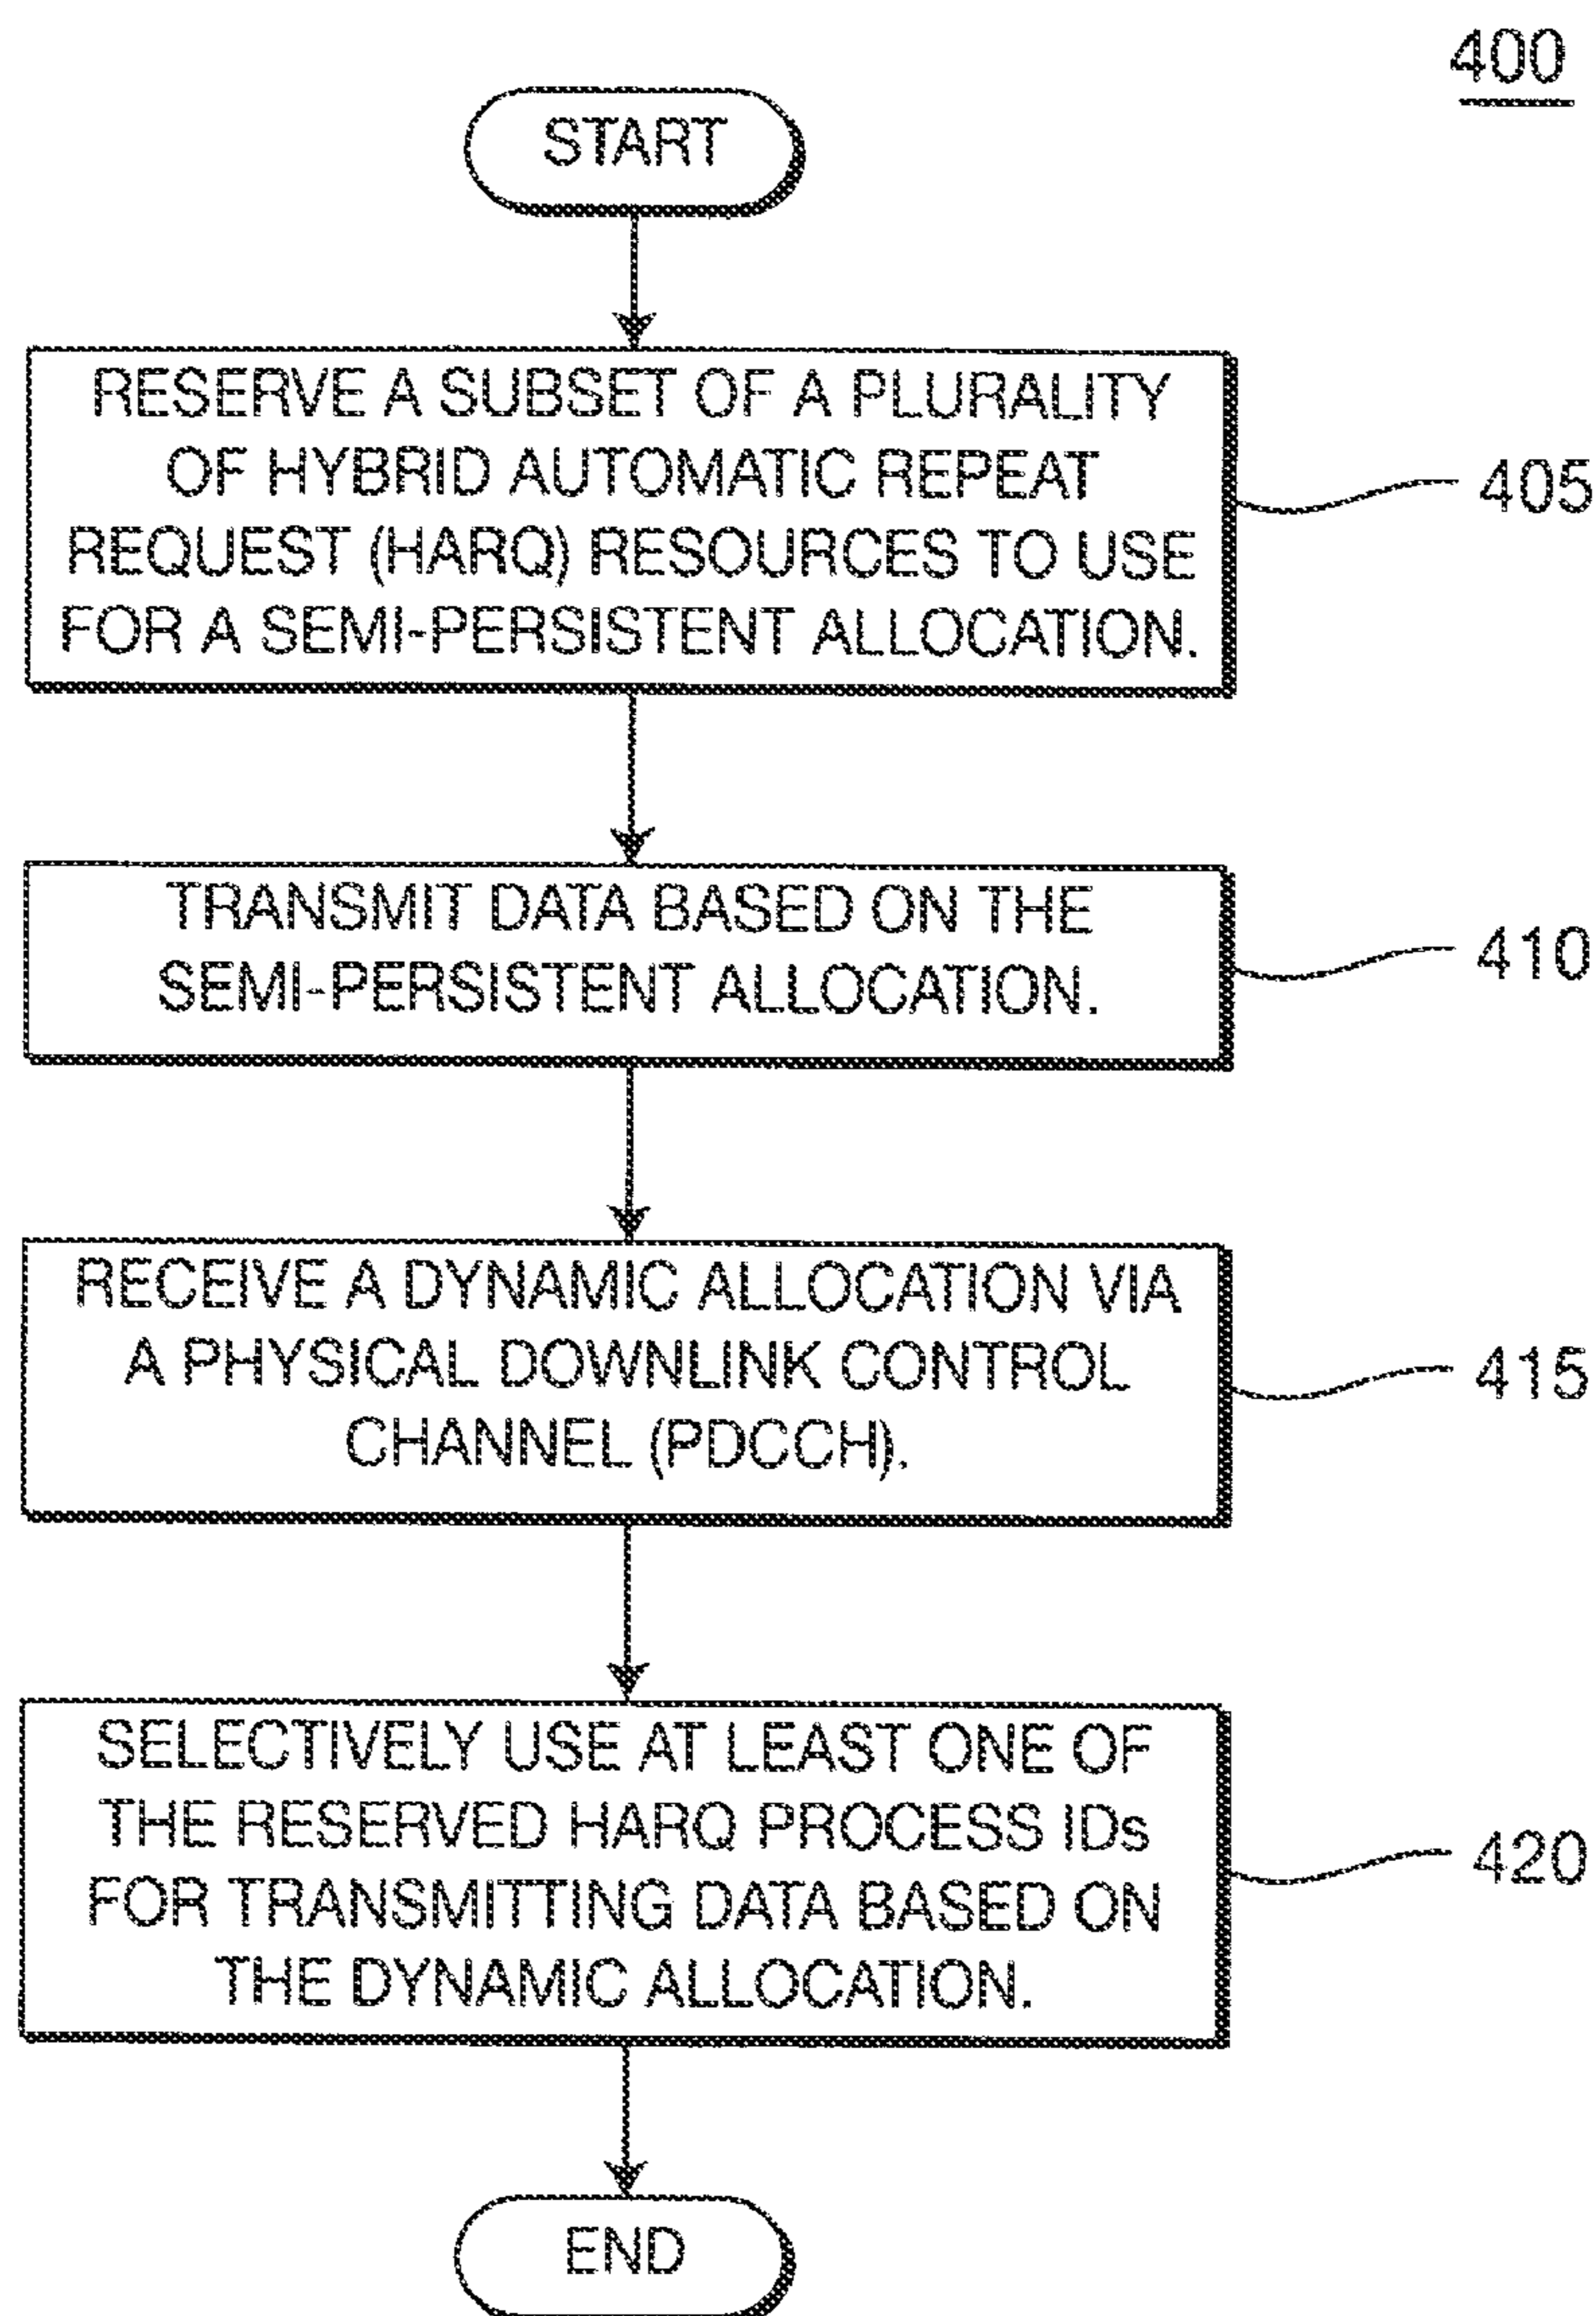 400
START
RESERVE A SUBSET OF A PLURALITY
OF HYBRID AUTOMATIC REPEAT
REQUEST (HARQ) RESOURCES TO USE
FOR A SEMI-PERSISTENT ALLOCATION.
405
TRANSMIT DATA BASED ON THE
SEMI-PERSISTENT ALLOCATION.
410
RECEIVE A DYNAMIC ALLOCATION VIA
A PHYSICAL DOWNLINK CONTROL
CHANNEL (PDCCH).
415
SELECTIVELY USE AT LEAST ONE OF
THE RESERVED HARQ PROCESS IDs
FOR TRANSMITTING DATA BASED ON
THE DYNAMIC ALLOCATION.
420
END